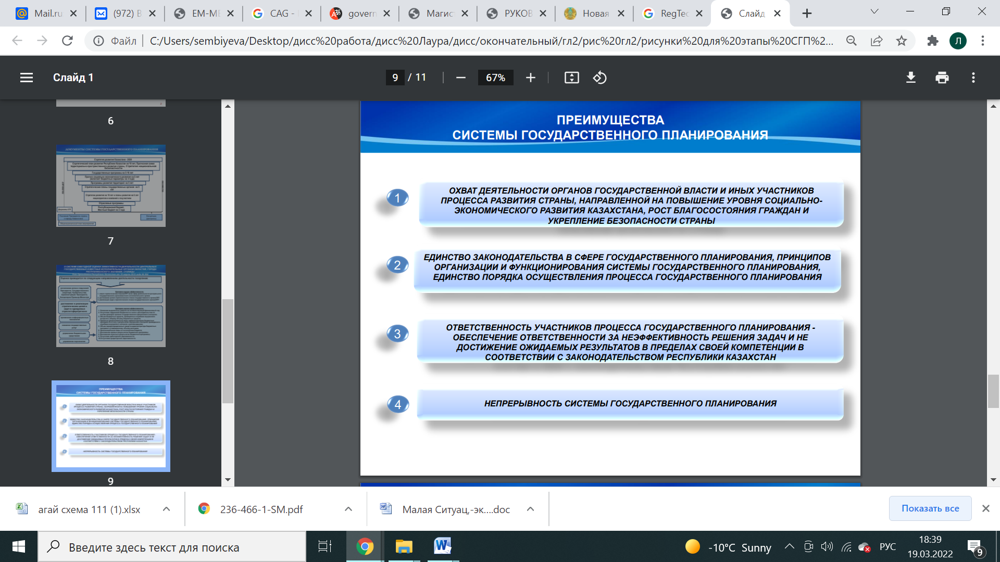 Mail.ru
(972) В
EM-ME
CAG -
govern
Магист
РУКОВ
Новая
RegTec
Слайд
Файл
C:/Users/sembiyeva/Desktop/дисс%20работа/дисс%20Лаура/дисс/окончательный/гл2/рис%20гл2/рисунки%20для%20этапы%20СГП%2...
Л
Слайд 1
9 / 11
67%
6
ДОКУМЕНТЫ СИСТЕМЫ ГОСУДАРСТВЕННОГО ПЛАНИРОВАНИЯ
7
8
9
ПРЕИМУЩЕСТВА
СИСТЕМЫ ГОСУДАРСТВЕННОГО ПЛАНИРОВАНИЯ
1
ОХВАТ ДЕЯТЕЛЬНОСТИ ОРГАНОВ ГОСУДАРСТВЕННОЙ ВЛАСТИ И ИНЫХ УЧАСТНИКОВ
ПРОЦЕССА РАЗВИТИЯ СТРАНЫ, НАПРАВЛЕННОЙ НА ПОВЫШЕНИЕ УРОВНЯ СОЦИАЛЬНО-
ЭКОНОМИЧЕСКОГО РАЗВИТИЯ КАЗАХСТАНА, РОСТ БЛАГОСОСТОЯНИЯ ГРАЖДАН И
УКРЕПЛЕНИЕ БЕЗОПАСНОСТИ СТРАНЫ
2
ЕДИНСТВО ЗАКОНОДАТЕЛЬСТВА В СФЕРЕ ГОСУДАРСТВЕННОГО ПЛАНИРОВАНИЯ, ПРИНЦИПОВ
ОРГАНИЗАЦИИ И ФУНКЦИОНИРОВАНИЯ СИСТЕМЫ ГОСУДАРСТВЕННОГО ПЛАНИРОВАНИЯ,
ЕДИНСТВО ПОРЯДКА ОСУЩЕСТВЛЕНИЯ ПРОЦЕССА ГОСУДАРСТВЕННОГО ПЛАНИРОВАНИЯ
3
ОТВЕТСТВЕННОСТЬ УЧАСТНИКОВ ПРОЦЕССА ГОСУДАРСТВЕННОГО ПЛАНИРОВАНИЯ -
ОБЕСПЕЧЕНИЕ ОТВЕТСТВЕННОСТИ ЗА НЕЭФФЕКТИВНОСТЬ РЕШЕНИЯ ЗАДАЧ И НЕ
ДОСТИЖЕНИЕ ОЖИДАЕМЫХ РЕЗУЛЬТАТОВ В ПРЕДЕЛАХ СВОЕЙ КОМПЕТЕНЦИИ В
СООТВЕТСТВИИ С ЗАКОНОДАТЕЛЬСТВОМ РЕСПУБЛИКИ КАЗАХСТАН
4
НЕПРЕРЫВНОСТЬ СИСТЕМЫ ГОСУДАРСТВЕННОГО ПЛАНИРОВАНИЯ
агай схема 111 (1).xlsx
236-466-1-SM.pdf
Малая Ситуац,-эк....doc
Показать все
Введите здесь текст для поиска
-10°C Sunny
РУС
18:39
19.03.2022
9